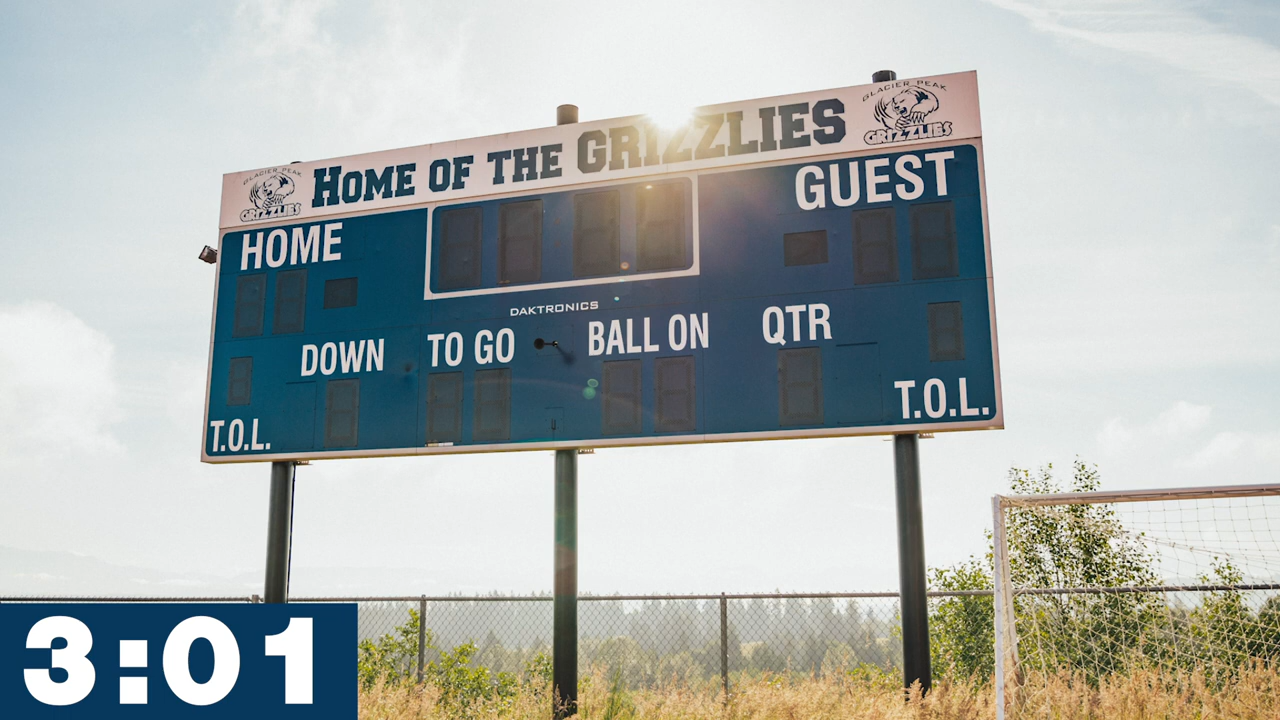 HOME OF THE GRIZZLIES
GLACIER PEAK
GRIZZLIES
GLACIER PEAK
GRIZZLIES
HOME
GUEST
DAKTRONICS
DOWN
TO GO
BALL ON
QTR
T.O.L.
T.O.L.
3:01